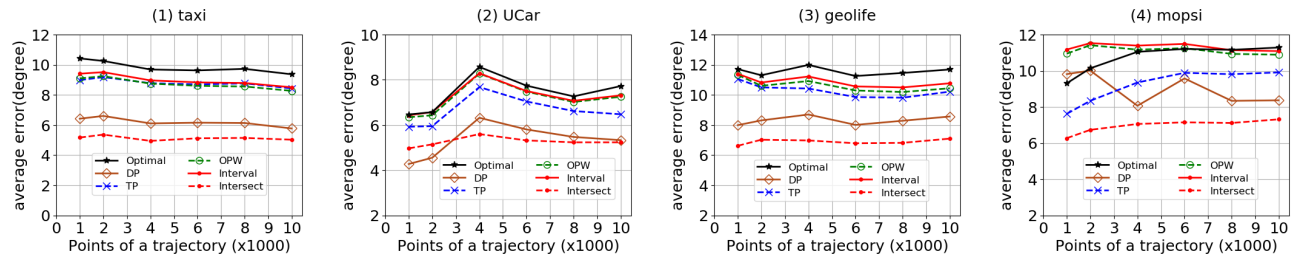 (1) taxi
average error(degree)
12
10
8
6
4
2
0
Optimal
DP
TP
OPW
Interval
Intersect
0 1 2 3 4 5 6 7 8 9 10
Points of a trajectory (x1000)
(2) UCar
average error(degree)
10
8
6
4
2
Optimal
DP
TP
OPW
Interval
Intersect
0 1 2 3 4 5 6 7 8 9 10
Points of a trajectory (x1000)
(3) geolife
average error(degree)
14
12
10
8
6
4
2
Optimal
DP
TP
OPW
Interval
Intersect
0 1 2 3 4 5 6 7 8 9 10
Points of a trajectory (x1000)
(4) mopsi
average error(degree)
12
10
8
6
4
2
Optimal
DP
TP
OPW
Interval
Intersect
0 1 2 3 4 5 6 7 8 9 10
Points of a trajectory (x1000)